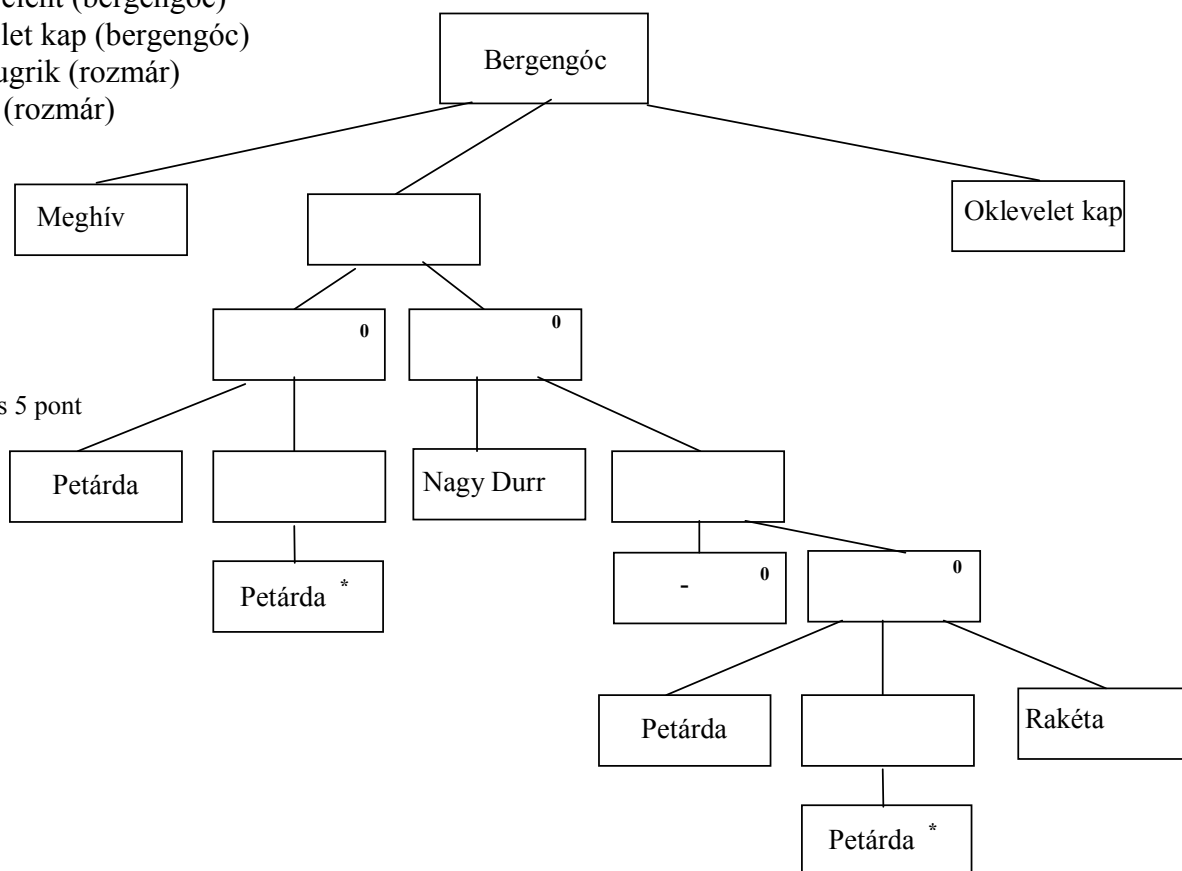 (bergengóc)
let kap (bergengóc)
ugrik (rozmár)
(rozmár)
Bergengóc
Meghív
Oklevelet kap
0
0
s 5 pont
Petárda
Nagy Durr
Petárda *
- 0
0
Petárda
Rakéta
Petárda *